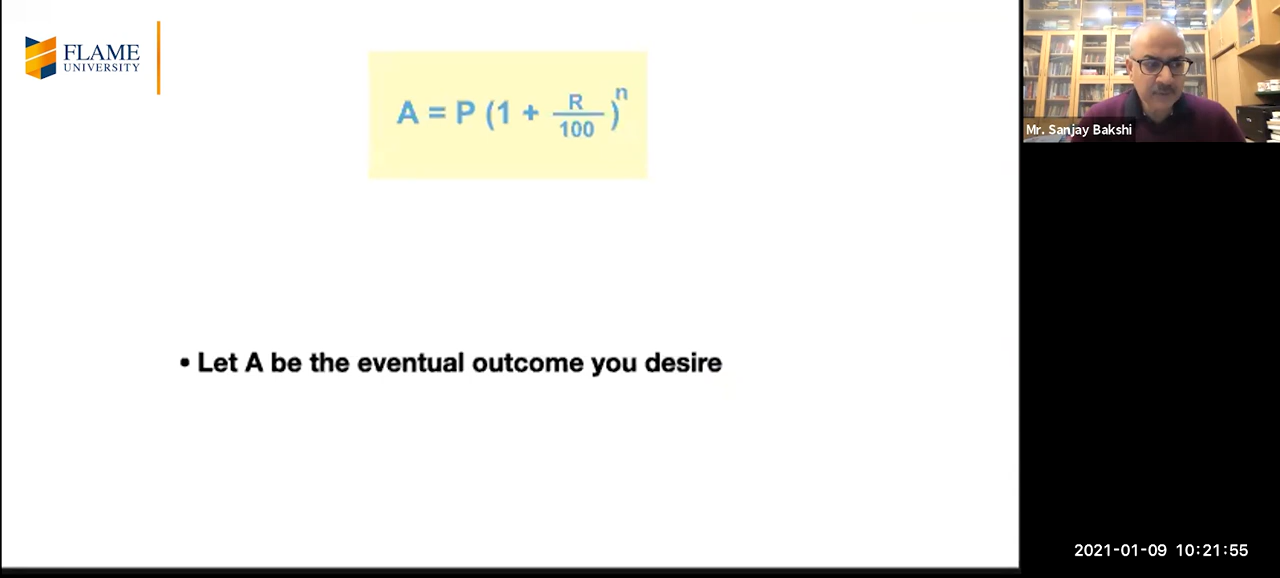 FLAME
UNIVERSITY
A = P (1 + R/100)^n
• Let A be the eventual outcome you desire
Mr. Sanjay Bakshi
2021-01-09 10:21:55